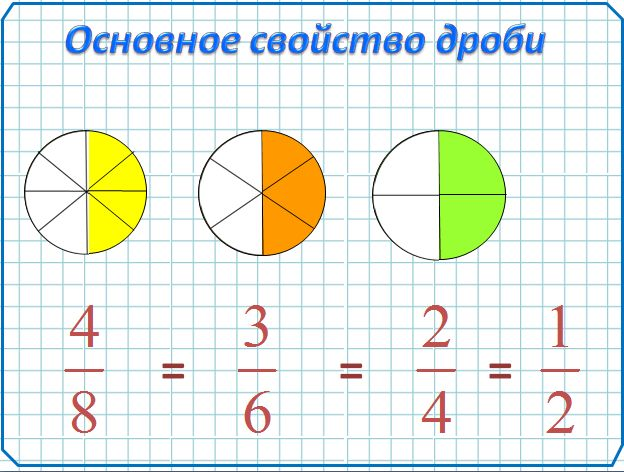 Основное свойство дроби
4/8 = 3/6 = 2/4 = 1/2